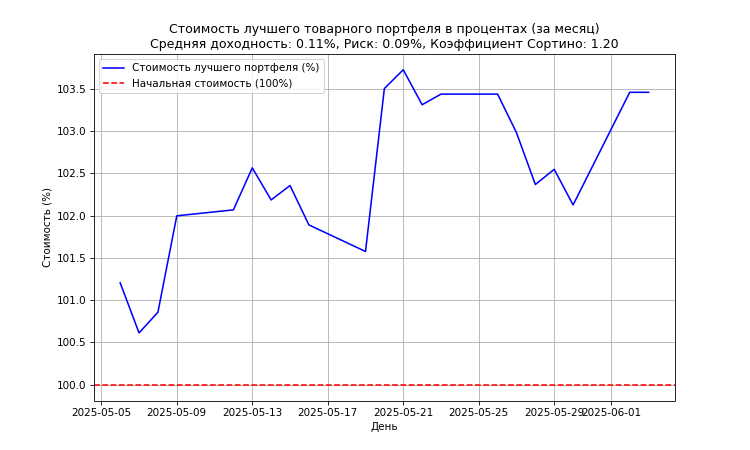 Стоимость лучшего товарного портфеля в процентах (за месяц)
Средняя доходность: 0.11%, Риск: 0.09%, Коэффициент Сортино: 1.20
Стоимость лучшего портфеля (%)
Начальная стоимость (100%)
Стоимость (%)
103.5
103.0
102.5
102.0
101.5
101.0
100.5
100.0
2025-05-05 2025-05-09 2025-05-13 2025-05-17 2025-05-21 2025-05-25 2025-05-29 2025-06-01
День